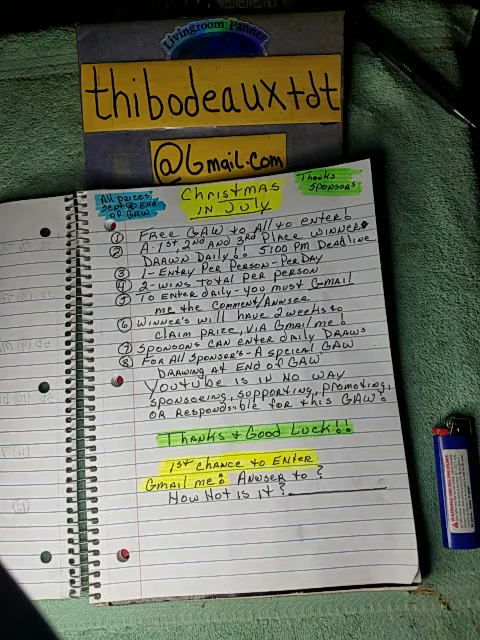 Livingroom Panner
thibodeauxtdt
@Gmail.com
All prizes
sent @ End
of GAW
Christmas
in July
Thanks
Sponsors!
① Free GAW to All to enter!
② A 1st, 2nd And 3rd Place Winner
Drawn Daily!! 5:00 PM Deadline
③ 1-Entry Per Person-Per Day
④ 2-wins total Per person
⑤ To Enter daily-you must Gmail
me the Comment/Anwser
⑥ Winner's will have 2 weeks to
claim prize, via Gmail me!
⑦ Sponsors can enter daily Draws
⑧ For All Sponsor's-A speical GAW
Drawing at End of GAW
YouTube is in no way
sponsoring, supporting, promoting,
or Responsible for this GAW!
Thanks & Good Luck!!
1st chance to Enter
Gmail me: Anwser to?
How Hot is it?